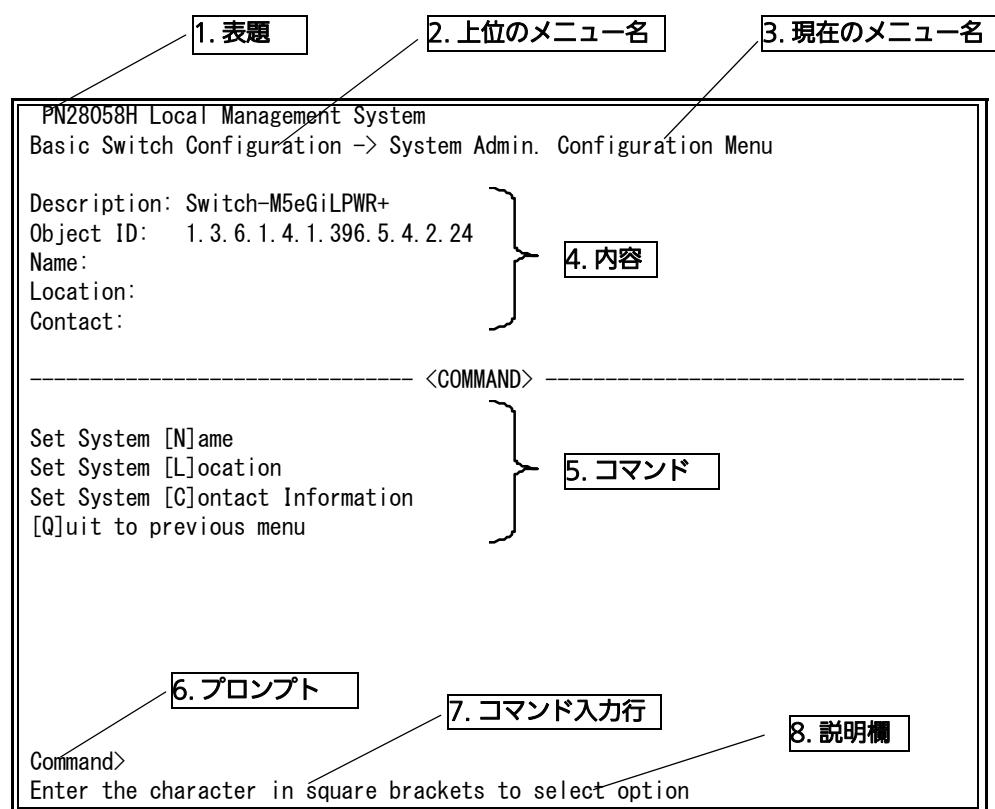 1. 表題
2. 上位のメニュー名
3. 現在のメニュー名
PN28058H Local Management System
Basic Switch Configuration -> System Admin. Configuration Menu
Description: Switch-M5eGiLPWR+
Object ID: 1.3.6.1.4.1.396.5.4.2.24
Name:
Location:
Contact:
4. 内容
---------------------------------- <COMMAND> -----------------------------------
Set System [N]ame
Set System [L]ocation
Set System [C]ontact Information
[Q]uit to previous menu
5. コマンド
6. プロンプト
7. コマンド入力行
8. 説明欄
Command>
Enter the character in square brackets to select option